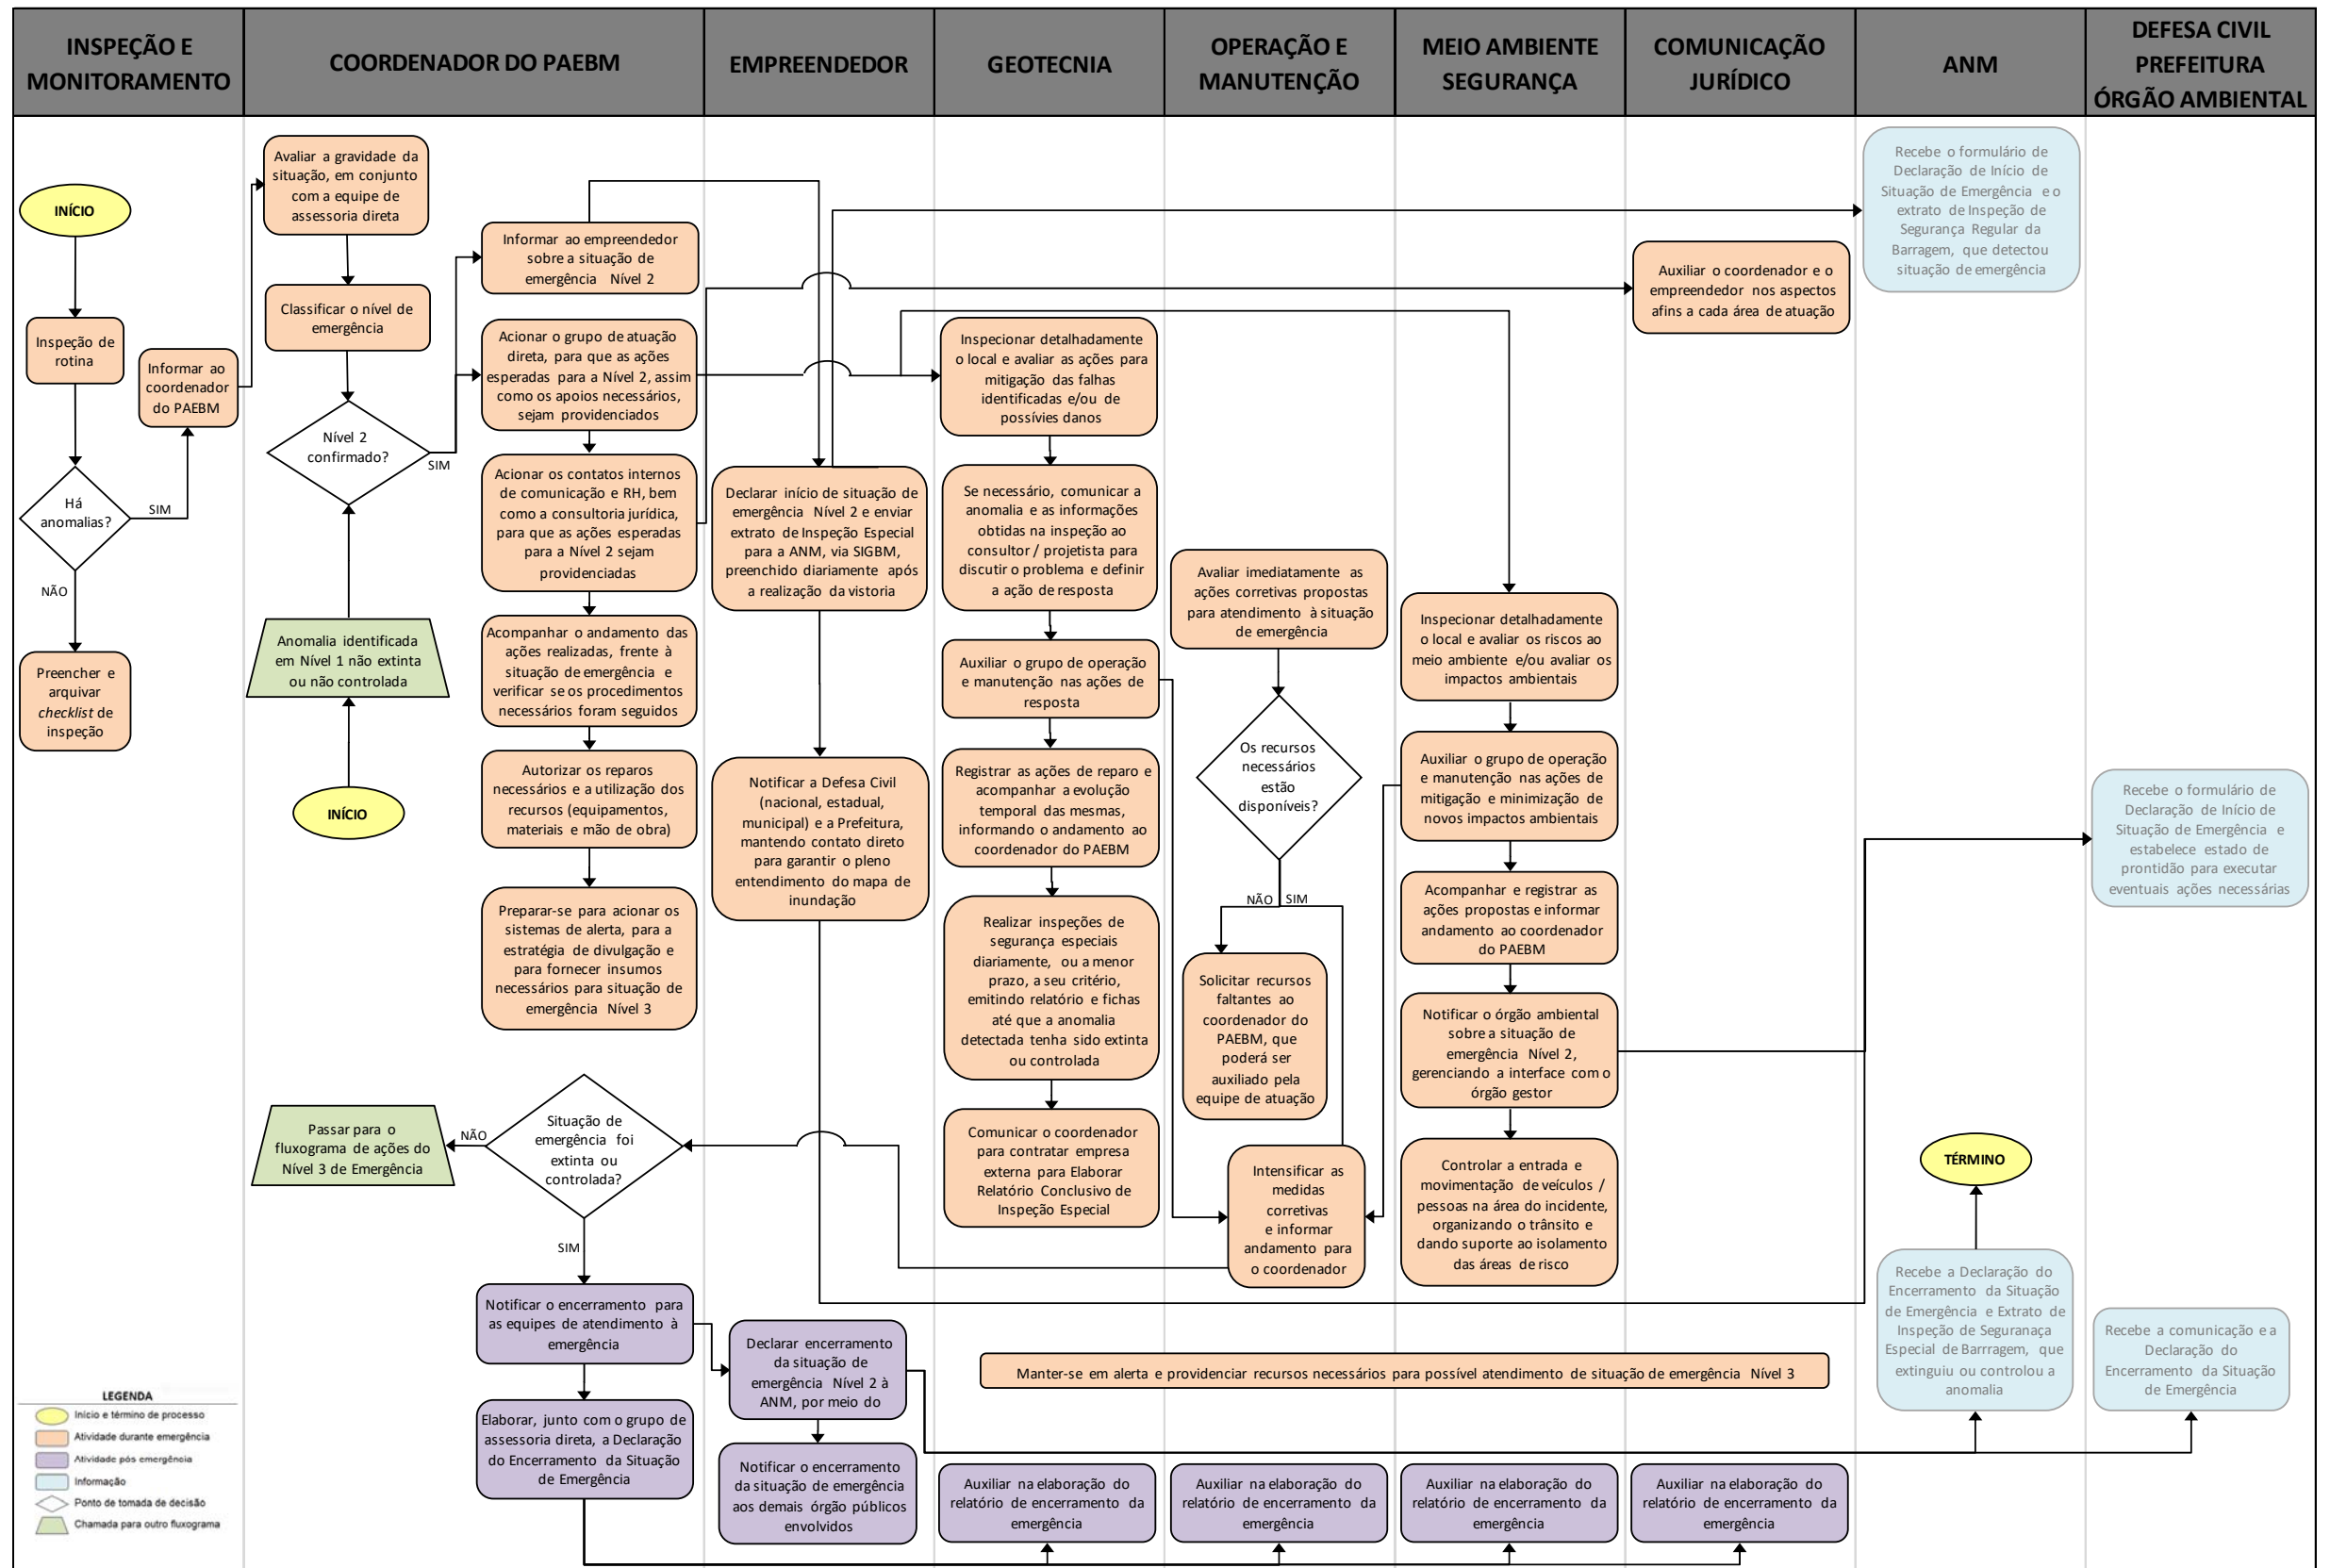 INSPEÇÃO E
MONITORAMENTO
COORDENADOR DO PAEBM
EMPREENDEDOR
GEOTECNIA
OPERAÇÃO E
MANUTENÇÃO
MEIO AMBIENTE
SEGURANÇA
COMUNICAÇÃO
JURÍDICO
ANM
DEFESA CIVIL
PREFEITURA
ÓRGÃO AMBIENTAL
INÍCIO
Inspeção de
rotina
Há
anomalias?
SIM
NÃO
Informar ao
coordenador
do PAEBM
Preencher e
arquivar
checklist de
inspeção
Avaliar a gravidade da
situação, em conjunto
com a equipe de
assessoria direta
Classificar o nível de
emergência
Nível 2
confirmado?
SIM
Anomalia identificada
em Nível 1 não extinta
ou não controlada
INÍCIO
Informar ao empreendedor
sobre a situação de
emergência Nível 2
Acionar o grupo de atuação
direta, para que as ações
esperadas para a Nível 2, assim
como os apoios necessários,
sejam providenciados
Acionar os contatos internos
de comunicação e RH, bem
como a consultoria jurídica,
para que as ações esperadas
para a Nível 2 sejam
providenciadas
Acompanhar o andamento das
ações realizadas, frente à
situação de emergência e
verificar se os procedimentos
necessários foram seguidos
Autorizar os reparos
necessários e a utilização dos
recursos (equipamentos,
materiais e mão de obra)
Preparar-se para acionar os
sistemas de alerta, para a
estratégia de divulgação e
para fornecer insumos
necessários para situação de
emergência Nível 3
Situação de
emergência foi
extinta ou
controlada?
NÃO
SIM
Passar para o
fluxograma de ações do
Nível 3 de Emergência
Notificar o encerramento para
as equipes de atendimento à
emergência
Elaborar, junto com o grupo de
assessoria direta, a Declaração
do Encerramento da Situação
de Emergência
Declarar início de situação de
emergência Nível 2 e enviar
extrato de Inspeção Especial
para a ANM, via SIGBM,
preenchido diariamente após
a realização da vistoria
Notificar a Defesa Civil
(nacional, estadual,
municipal) e a Prefeitura,
mantendo contato direto
para garantir o pleno
entendimento do mapa de
inundação
Declarar encerramento
da situação de
emergência Nível 2 à
ANM, por meio do
Notificar o encerramento
da situação de emergência
aos demais órgão públicos
envolvidos
Inspecionar detalhadamente
o local e avaliar as ações para
mitigação das falhas
identificadas e/ou de
possívies danos
Se necessário, comunicar a
anomalia e as informações
obtidas na inspeção ao
consultor / projetista para
discutir o problema e definir
a ação de resposta
Auxiliar o grupo de operação
e manutenção nas ações de
resposta
Registrar as ações de reparo e
acompanhar a evolução
temporal das mesmas,
informando o andamento ao
coordenador do PAEBM
Realizar inspeções de
segurança especiais
diariamente, ou a menor
prazo, a seu critério,
emitindo relatório e fichas
até que a anomalia
detectada tenha sido extinta
ou controlada
Comunicar o coordenador
para contratar empresa
externa para Elaborar
Relatório Conclusivo de
Inspeção Especial
Avaliar imediatamente as
ações corretivas propostas
para atendimento à situação
de emergência
Os recursos
necessários
estão
disponíveis?
NÃO
SIM
Solicitar recursos
faltantes ao
coordenador do
PAEBM, que
poderá ser
auxiliado pela
equipe de atuação
Intensificar as
medidas
corretivas
e informar
andamento para
o coordenador
Inspecionar detalhadamente
o local e avaliar os riscos ao
meio ambiente e/ou avaliar os
impactos ambientais
Auxiliar o grupo de operação
e manutenção nas ações de
mitigação e minimização de
novos impactos ambientais
Acompanhar e registrar as
ações propostas e informar
andamento ao coordenador
do PAEBM
Notificar o órgão ambiental
sobre a situação de
emergência Nível 2,
gerenciando a interface com o
órgão gestor
Controlar a entrada e
movimentação de veículos /
pessoas na área do incidente,
organizando o trânsito e
dando suporte ao isolamento
das áreas de risco
Auxiliar o coordenador e o
empreendedor nos aspectos
afins a cada área de atuação
Recebe o formulário de
Declaração de Início de
Situação de Emergência e o
extrato de Inspeção de
Segurança Regular da
Barragem, que detectou
situação de emergência
Recebe o formulário de
Declaração de Início de
Situação de Emergência e
estabelece estado de
prontidão para executar
eventuais ações necessárias
TÉRMINO
Recebe a Declaração do
Encerramento da Situação
de Emergência e Extrato de
Inspeção de Seguranaça
Especial de Barrragem, que
extinguiu ou controlou a
anomalia
Recebe a comunicação e a
Declaração do
Encerramento da Situação
de Emergência
Manter-se em alerta e providenciar recursos necessários para possível atendimento de situação de emergência Nível 3
Auxiliar na elaboração do
relatório de encerramento da
emergência
Auxiliar na elaboração do
relatório de encerramento da
emergência
Auxiliar na elaboração do
relatório de encerramento da
emergência
Auxiliar na elaboração do
relatório de encerramento da
emergência
LEGENDA
Início e término de processo
Atividade durante emergência
Atividade pós emergência
Informação
Ponto de tomada de decisão
Chamada para outro fluxograma